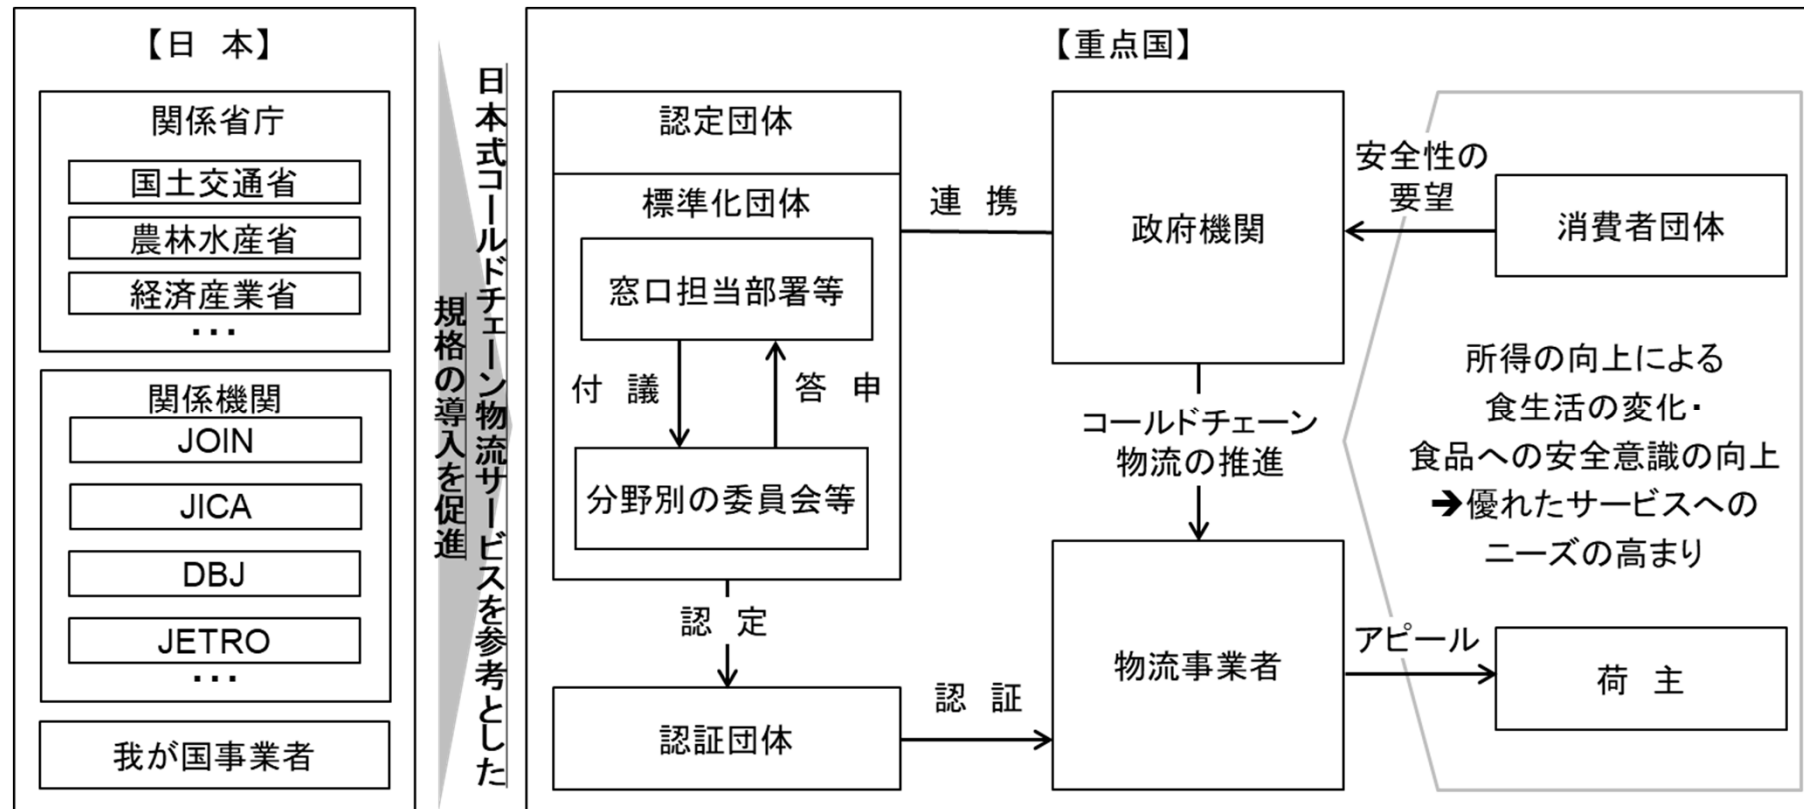 【日　本】
関係省庁
国土交通省
農林水産省
経済産業省
・・・
関係機関
JOIN
JICA
DBJ
JETRO
・・・
我が国事業者
日本式コールドチェーン物流サービスを参考とした
規格の導入を促進
【重点国】
認定団体
標準化団体
窓口担当部署等
付　議
答　申
分野別の委員会等
認　定
認証団体
連　携
認　証
政府機関
コールドチェーン
物流の推進
物流事業者
安全性の
要望
消費者団体
所得の向上による
食生活の変化・
食品への安全意識の向上
➔優れたサービスへの
ニーズの高まり
アピール
荷　主